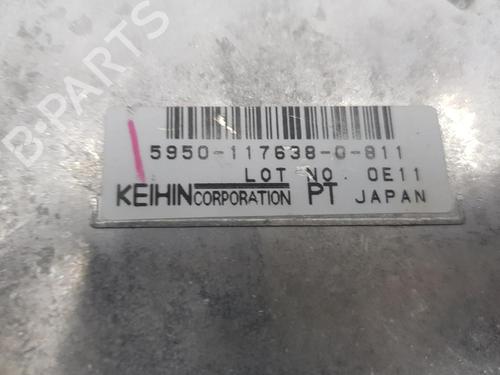 B-PARTS
5950-117638-0-811
LOT NO. 0E11
KEIHIN CORPORATION PT JAPAN